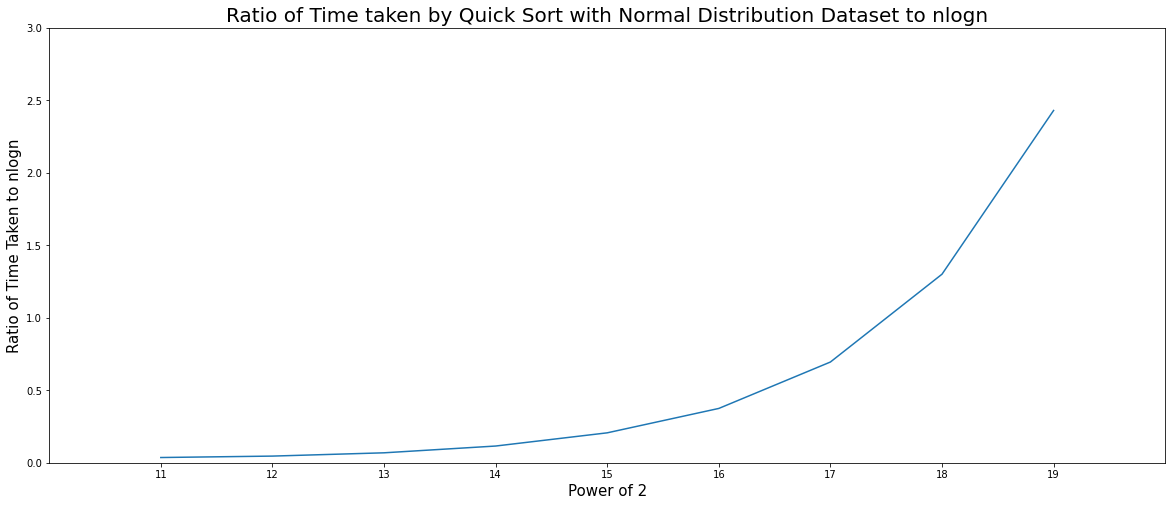 Ratio of Time taken by Quick Sort with Normal Distribution Dataset to nlogn
Ratio of Time Taken to nlogn
3.0
2.5
2.0
1.5
1.0
0.5
0.0
11 12 13 14 15 16 17 18 19
Power of 2